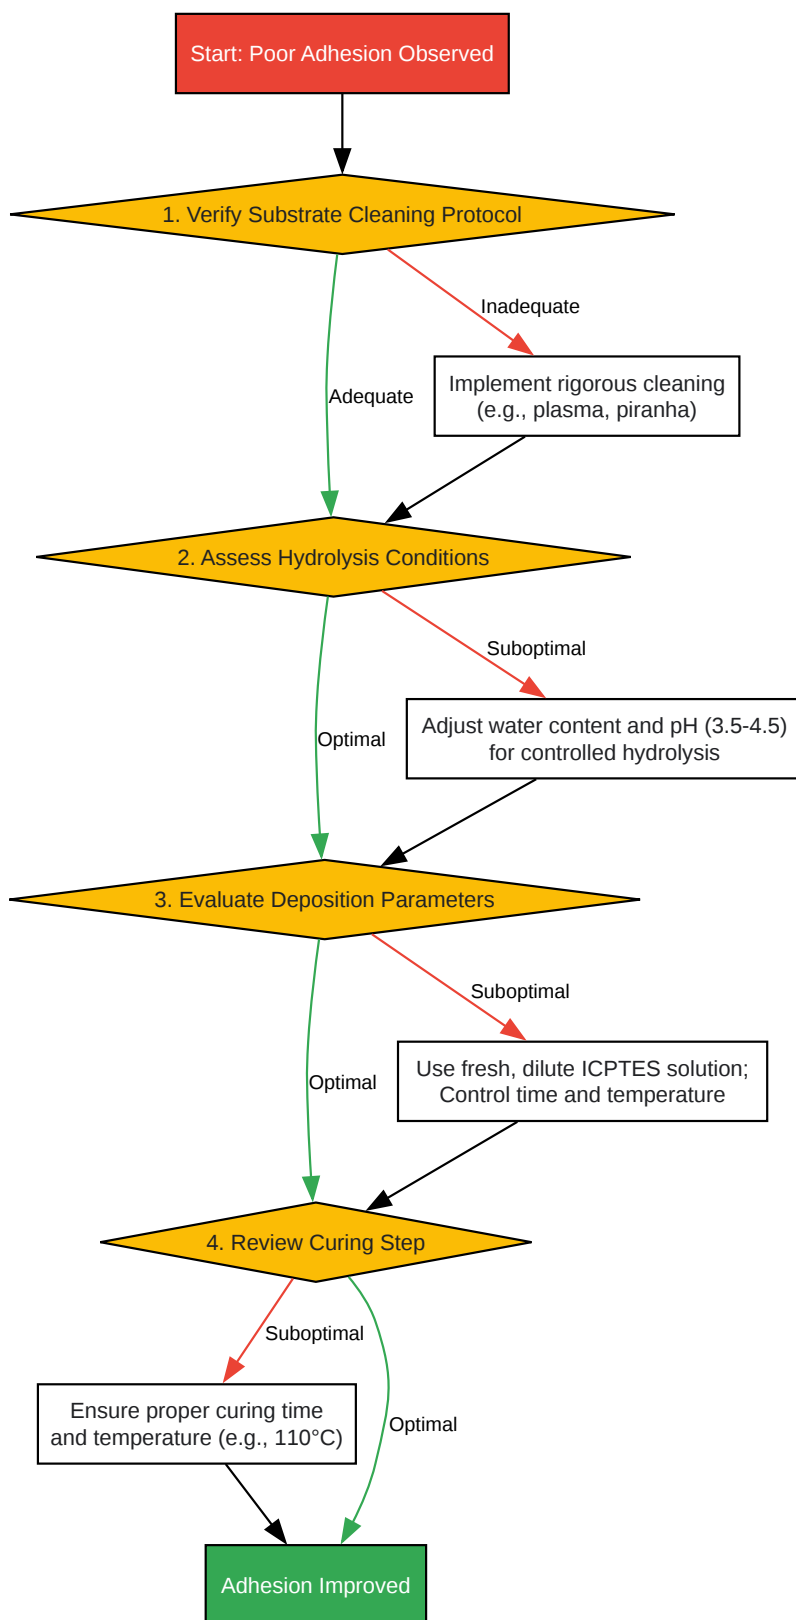 Start: Poor Adhesion Observed
1. Verify Substrate Cleaning Protocol
Inadequate
Implement rigorous cleaning
(e.g., plasma, piranha)
Adequate
2. Assess Hydrolysis Conditions
Suboptimal
Adjust water content and pH (3.5-4.5)
for controlled hydrolysis
Optimal
3. Evaluate Deposition Parameters
Suboptimal
Use fresh, dilute ICPTES solution;
Control time and temperature
Optimal
4. Review Curing Step
Suboptimal
Ensure proper curing time
and temperature (e.g., 110°C)
Optimal
Adhesion Improved